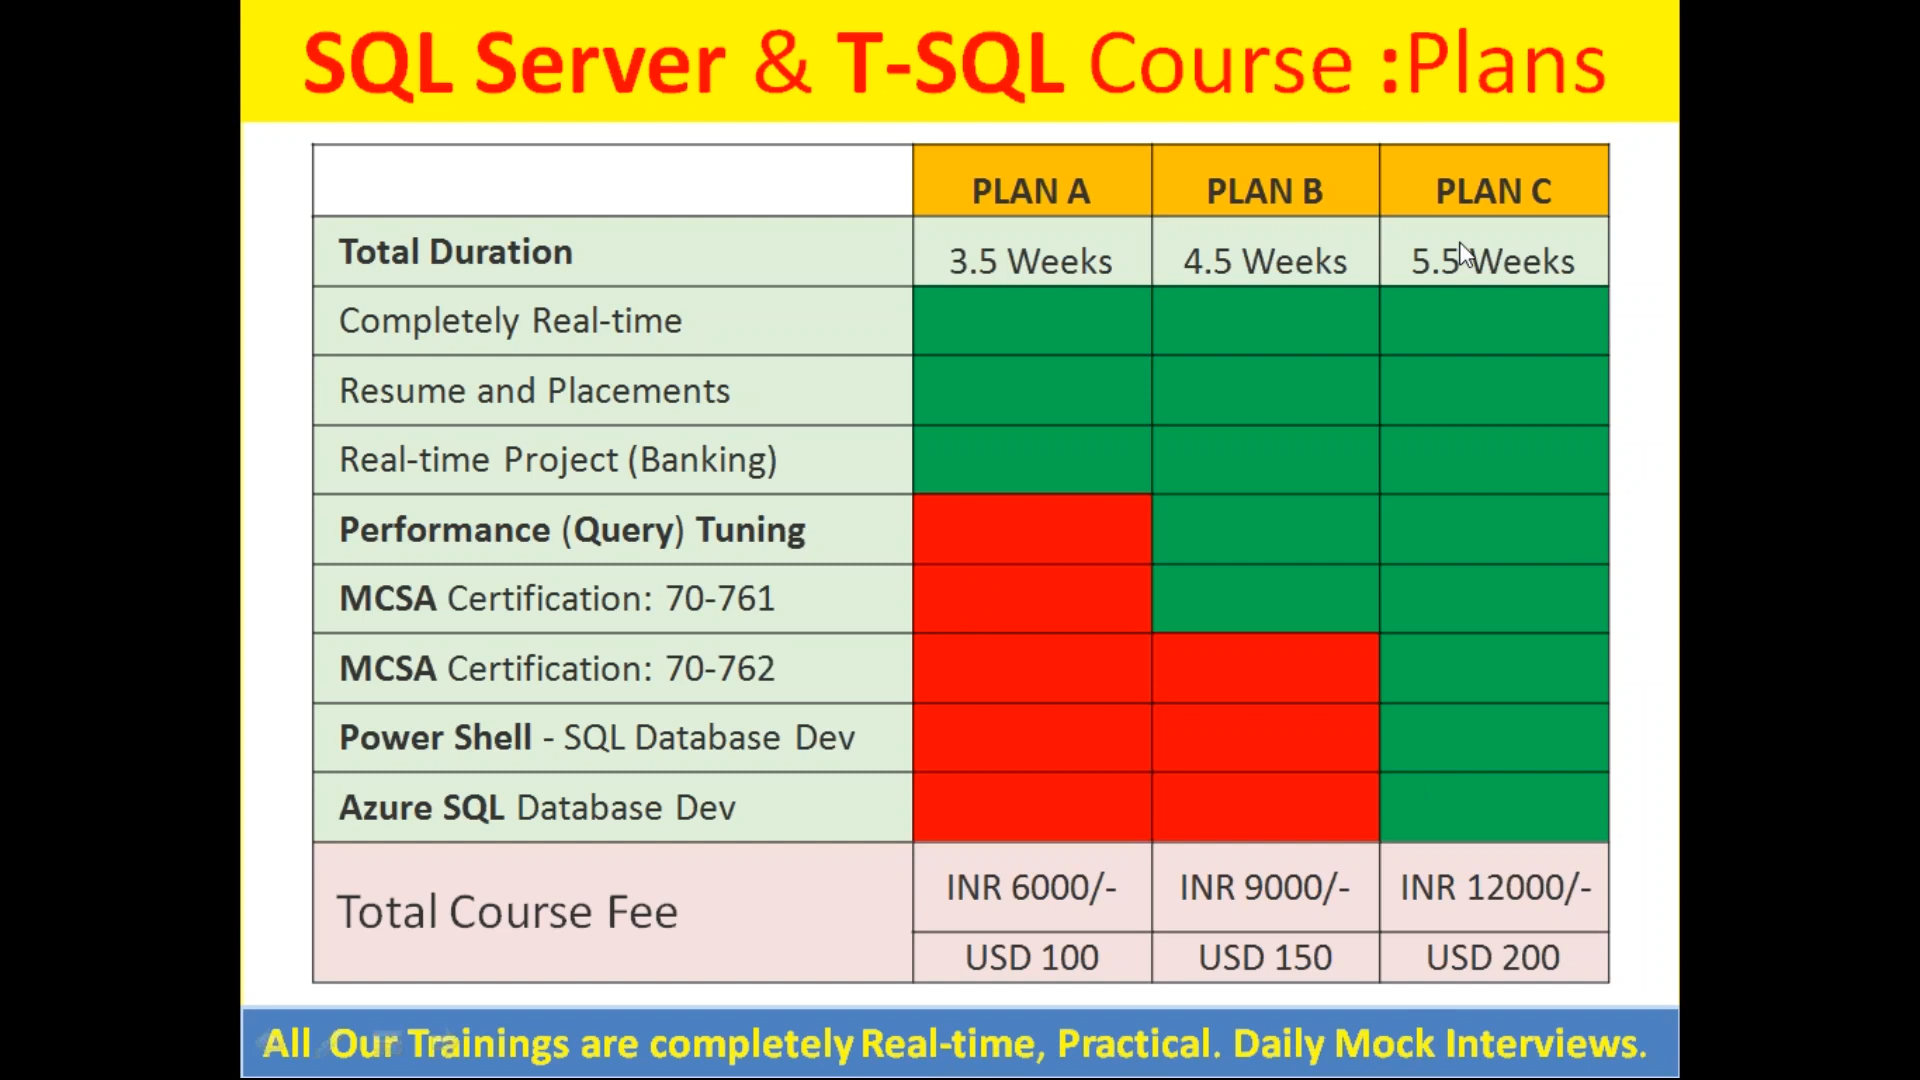 SQL Server & T-SQL Course :Plans
PLAN A PLAN B PLAN C
Total Duration 3.5 Weeks 4.5 Weeks 5.5 Weeks
Completely Real-time
Resume and Placements
Real-time Project (Banking)
Performance (Query) Tuning
MCSA Certification: 70-761
MCSA Certification: 70-762
Power Shell - SQL Database Dev
Azure SQL Database Dev
Total Course Fee INR 6000/- INR 9000/- INR 12000/-
USD 100 USD 150 USD 200
All Our Trainings are completely Real-time, Practical. Daily Mock Interviews.